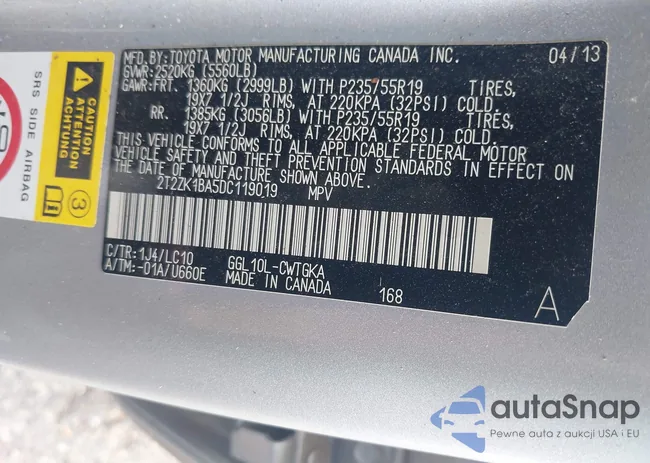 MFD.BY:TOYOTA MOTOR MANUFACTURING CANADA INC. 04/13
GVWR: 2520KG (5560LB)
GAWR:FRT. 1360KG (2999LB) WITH P235/55R19 TIRES,
19X7 1/2J RIMS, AT 220KPA (32PSI) COLD.
RR. 1385KG (3056LB) WITH P235/55R19 TIRES,
19X7 1/2J RIMS, AT 220KPA (32PSI) COLD.
THIS VEHICLE CONFORMS TO ALL APPLICABLE FEDERAL MOTOR
VEHICLE SAFETY AND THEFT PREVENTION STANDARDS IN EFFECT ON
THE DATE OF MANUFACTURE SHOWN ABOVE.
2T2ZK1BA5DC119019 MPV
C/TR:1J4/LC10 GGL10L-CWTGKA
A/TM:-01A/U660E MADE IN CANADA 168
A
SRS SIDE AIRBAG
CAUTION
ATTENTION
ACHTUNG
3
autaSnap
Pewne auta z aukcji USA i EU